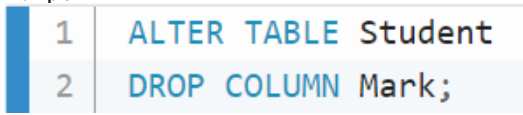 1 ALTER TABLE Student
2 DROP COLUMN Mark;